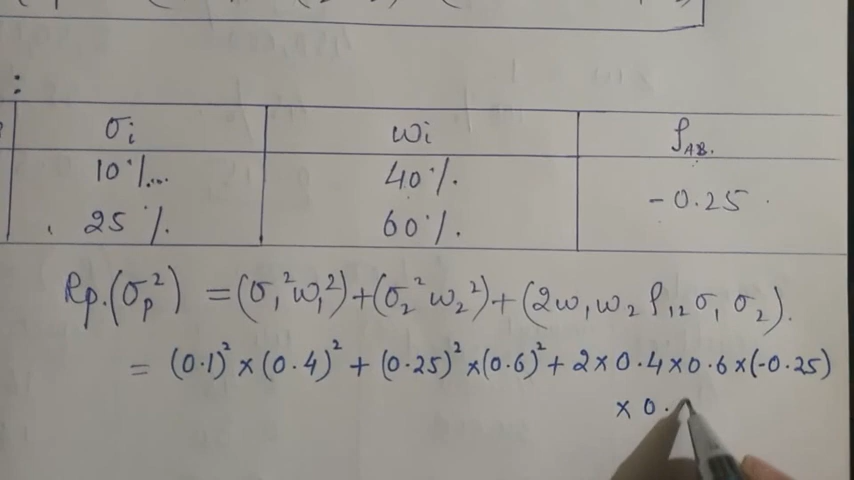 :
σi wi ρAB.
10 %... 40 %. -0.25
25 %. 60 %.
Rp.(σp²) = (σ₁²w₁²)+(σ₂²w₂²)+(2w₁w₂ρ₁₂σ₁σ₂).
= (0.1)²×(0.4)²+(0.25)²×(0.6)²+2×0.4×0.6×(-0.25)
×0.